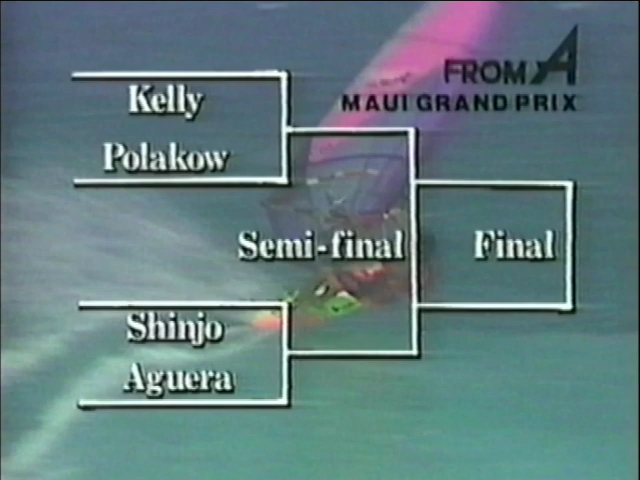 FROM A
MAUI GRAND PRIX
Kelly
Polakow
Semi-final
Final
Shinjo
Aguera